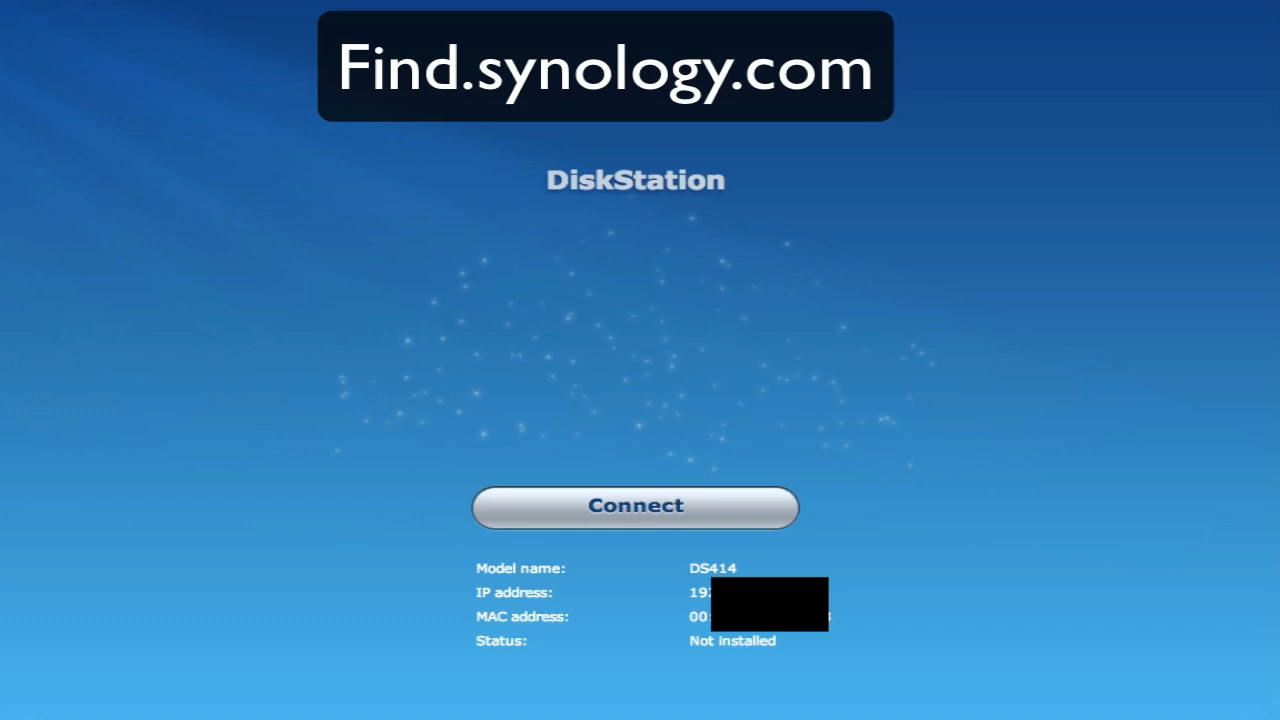 Find.synology.com
DiskStation
Connect
Model name: DS414
IP address: 19
MAC address: 00
Status: Not installed